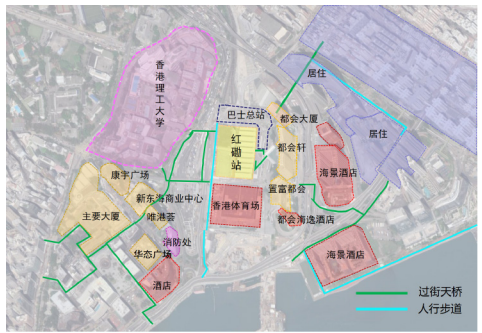 香港理工大学
居住
巴士总站
都会大厦
居住
红磡站
都会轩
康宇广场
海景酒店
新东海商业中心
置富都会
主要大厦
唯港荟
香港体育场
都会海逸酒店
消防处
华态广场
海景酒店
酒店
过街天桥
人行步道